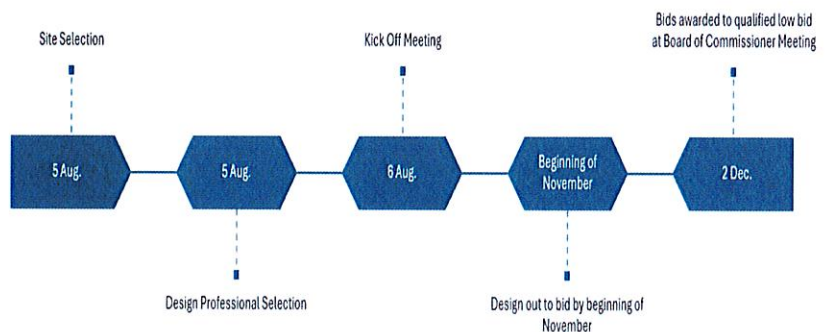 Site Selection
Kick Off Meeting
Bids awarded to qualified low bid
at Board of Commissioner Meeting
5 Aug.
5 Aug.
6 Aug.
Beginning of
November
2 Dec.
Design Professional Selection
Design out to bid by beginning of
November